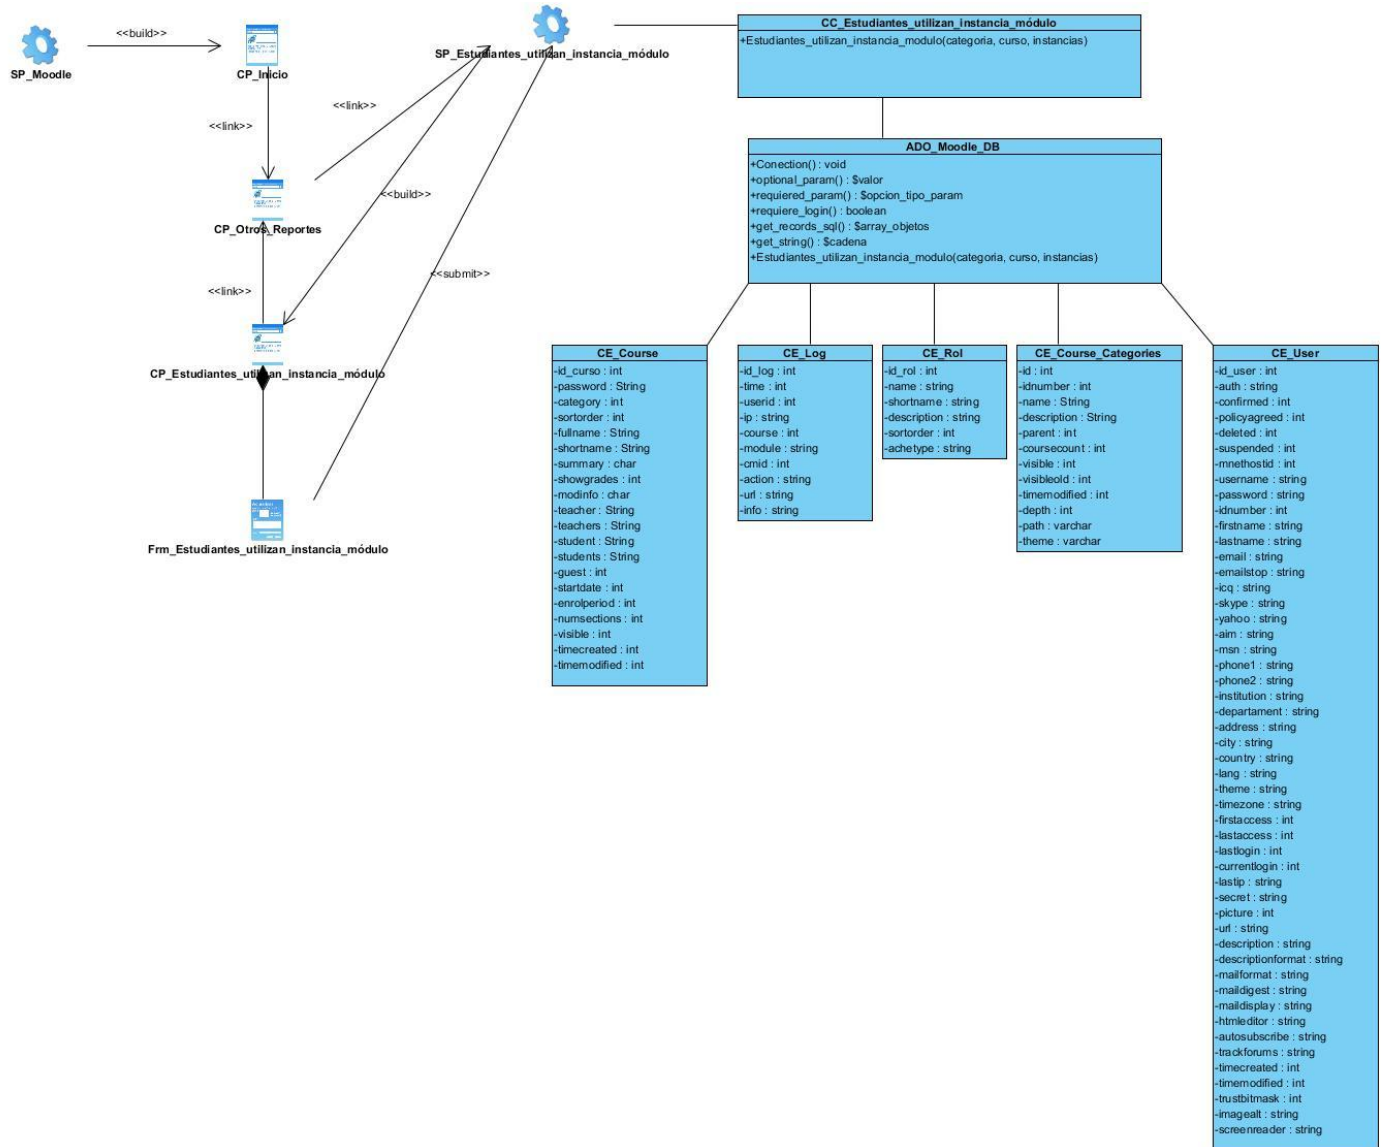 SP_Moodle
<<build>>
CP_Inicio
<<link>>
CP_Otros_Reportes
<<link>>
<<link>>
CP_Estudiantes_utilizan_instancia_módulo
Frm_Estudiantes_utilizan_instancia_módulo
SP_Estudiantes_utilizan_instancia_módulo
<<build>>
<<submit>>
CC_Estudiantes_utilizan_instancia_módulo
+Estudiantes_utilizan_instancia_modulo(categoria, curso, instancias)
ADO_Moodle_DB
+Conection() : void
+optional_param() : $valor
+requiered_param() : $opcion_tipo_param
+requiere_login() : boolean
+get_records_sql() : $array_objetos
+get_string() : $cadena
+Estudiantes_utilizan_instancia_modulo(categoria, curso, instancias)
CE_Course
-id_curso : int
-password : String
-category : int
-sortorder : int
-fullname : String
-shortname : String
-summary : char
-showgrades : int
-modinfo : char
-teacher : String
-teachers : String
-student : String
-students : String
-guest : int
-startdate : int
-enrolperiod : int
-numsections : int
-visible : int
-timecreated : int
-timemodified : int
CE_Log
-id_log : int
-time : int
-userid : int
-ip : string
-course : int
-module : string
-cmid : int
-action : string
-url : string
-info : string
CE_Rol
-id_rol : int
-name : string
-shortname : string
-description : string
-sortorder : int
-achetype : string
CE_Course_Categories
-id : int
-idnumber : int
-name : String
-description : String
-parent : int
-coursecount : int
-visible : int
-visibleold : int
-timemodified : int
-depth : int
-path : varchar
-theme : varchar
CE_User
-id_user : int
-auth : string
-confirmed : int
-policyagreed : int
-deleted : int
-suspended : int
-mnethostid : int
-username : string
-password : string
-idnumber : int
-firstname : string
-lastname : string
-email : string
-emailstop : string
-icq : string
-skype : string
-yahoo : string
-aim : string
-msn : string
-phone1 : string
-phone2 : string
-institution : string
-departament : string
-address : string
-city : string
-country : string
-lang : string
-theme : string
-timezone : string
-firstaccess : int
-lastaccess : int
-lastlogin : int
-currentlogin : int
-lastip : string
-secret : string
-picture : int
-url : string
-description : string
-descriptionformat : string
-mailformat : string
-maildigest : string
-maildisplay : string
-htmleditor : string
-autosubscribe : string
-trackforums : string
-timecreated : int
-timemodified : int
-trustbitmask : int
-imagealt : string
-screenreader : string